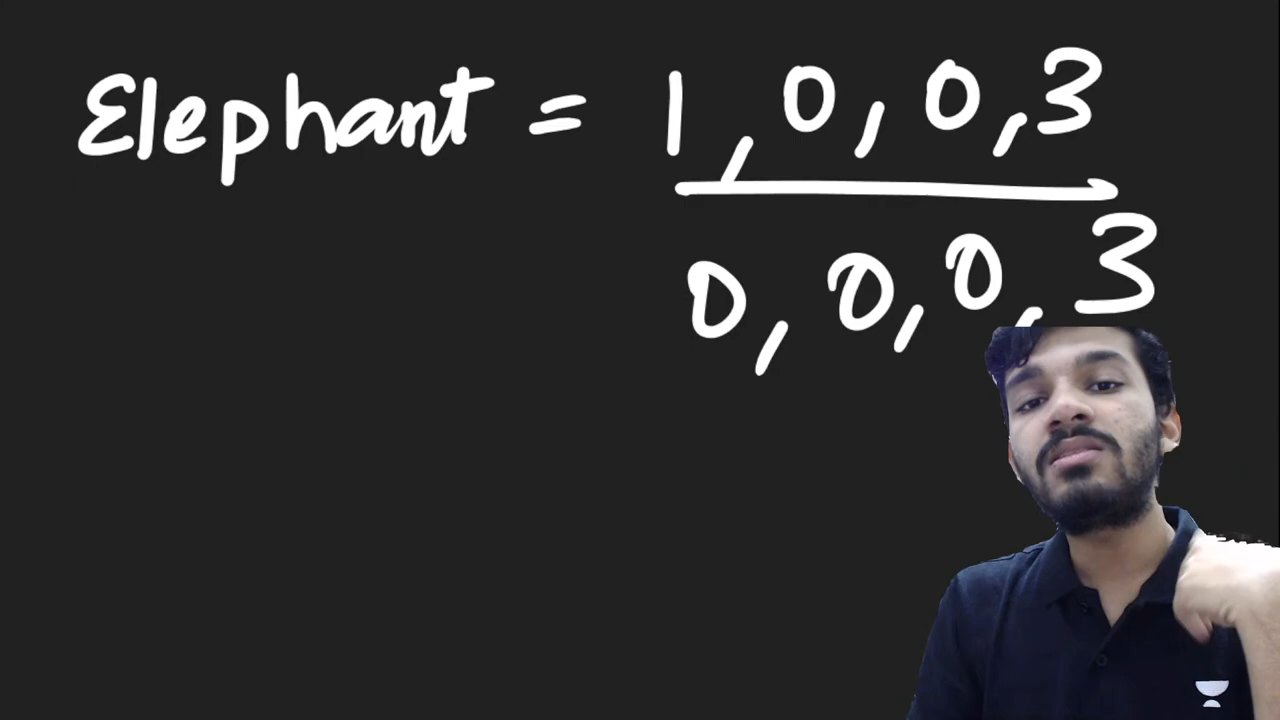 Elephant = 1, 0, 0, 3
0, 0, 0, 3